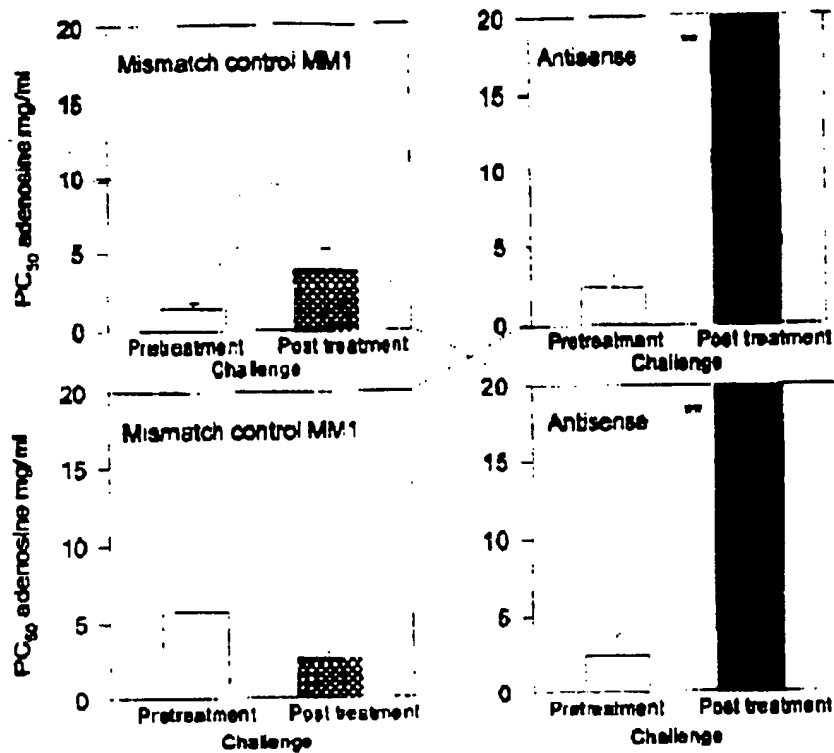 20
Mismatch control MM1
15
10
5
0
PC50 adenosine mg/ml
Pretreatment Post treatment
Challenge
20
Antisense **
15
10
5
0
Pretreatment Post treatment
Challenge
20
Mismatch control MM1
15
10
5
0
PC50 adenosine mg/ml
Pretreatment Post treatment
Challenge
20
Antisense **
15
10
5
0
Pretreatment Post treatment
Challenge